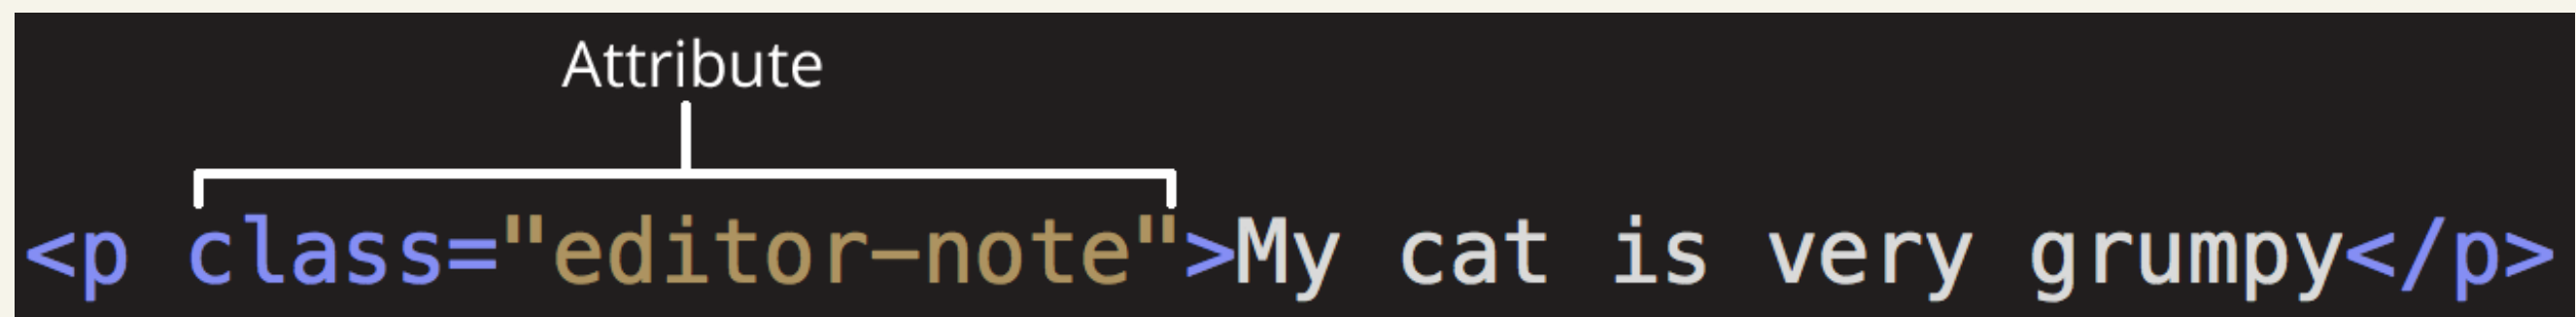 Attribute
<p class="editor-note">My cat is very grumpy</p>